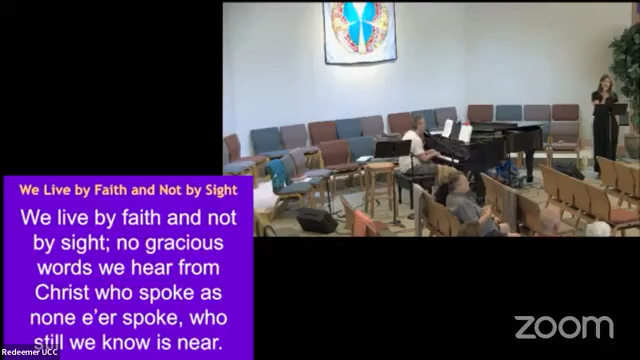 We Live by Faith and Not by Sight
We live by faith and not
by sight; no gracious
words we hear from
Christ who spoke as
none e'er spoke, who
still we know is near.
Redeemer UCC
zoom